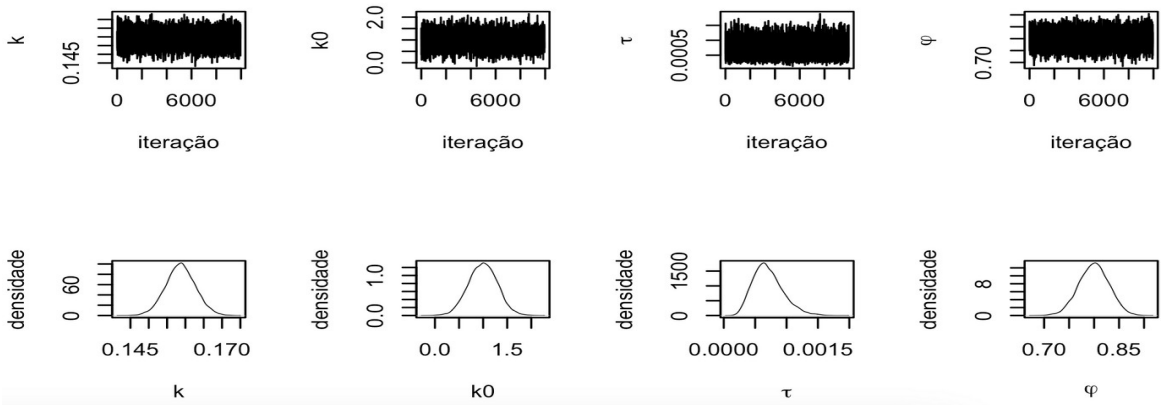 k
0.145
0 6000
iteração
k0
0.0 2.0
0 6000
iteração
τ
0.0005
0 6000
iteração
φ
0.70
0 6000
iteração
densidade
0 60
0.145 0.170
k
densidade
0.0 1.0
0.0 1.5
k0
densidade
0 1500
0.0000 0.0015
τ
densidade
0 8
0.70 0.85
φ